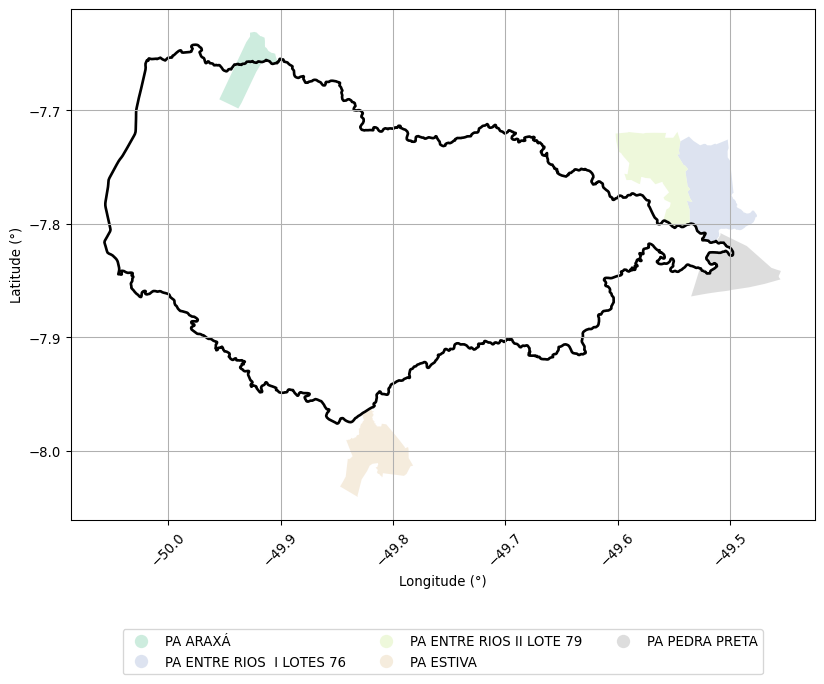 −7.7
−7.8
−7.9
−8.0
Latitude (°)
−50.0
−49.9
−49.8
−49.7
−49.6
−49.5
Longitude (°)
PA ARAXÁ
PA ENTRE RIOS  I LOTES 76
PA ENTRE RIOS II LOTE 79
PA ESTIVA
PA PEDRA PRETA